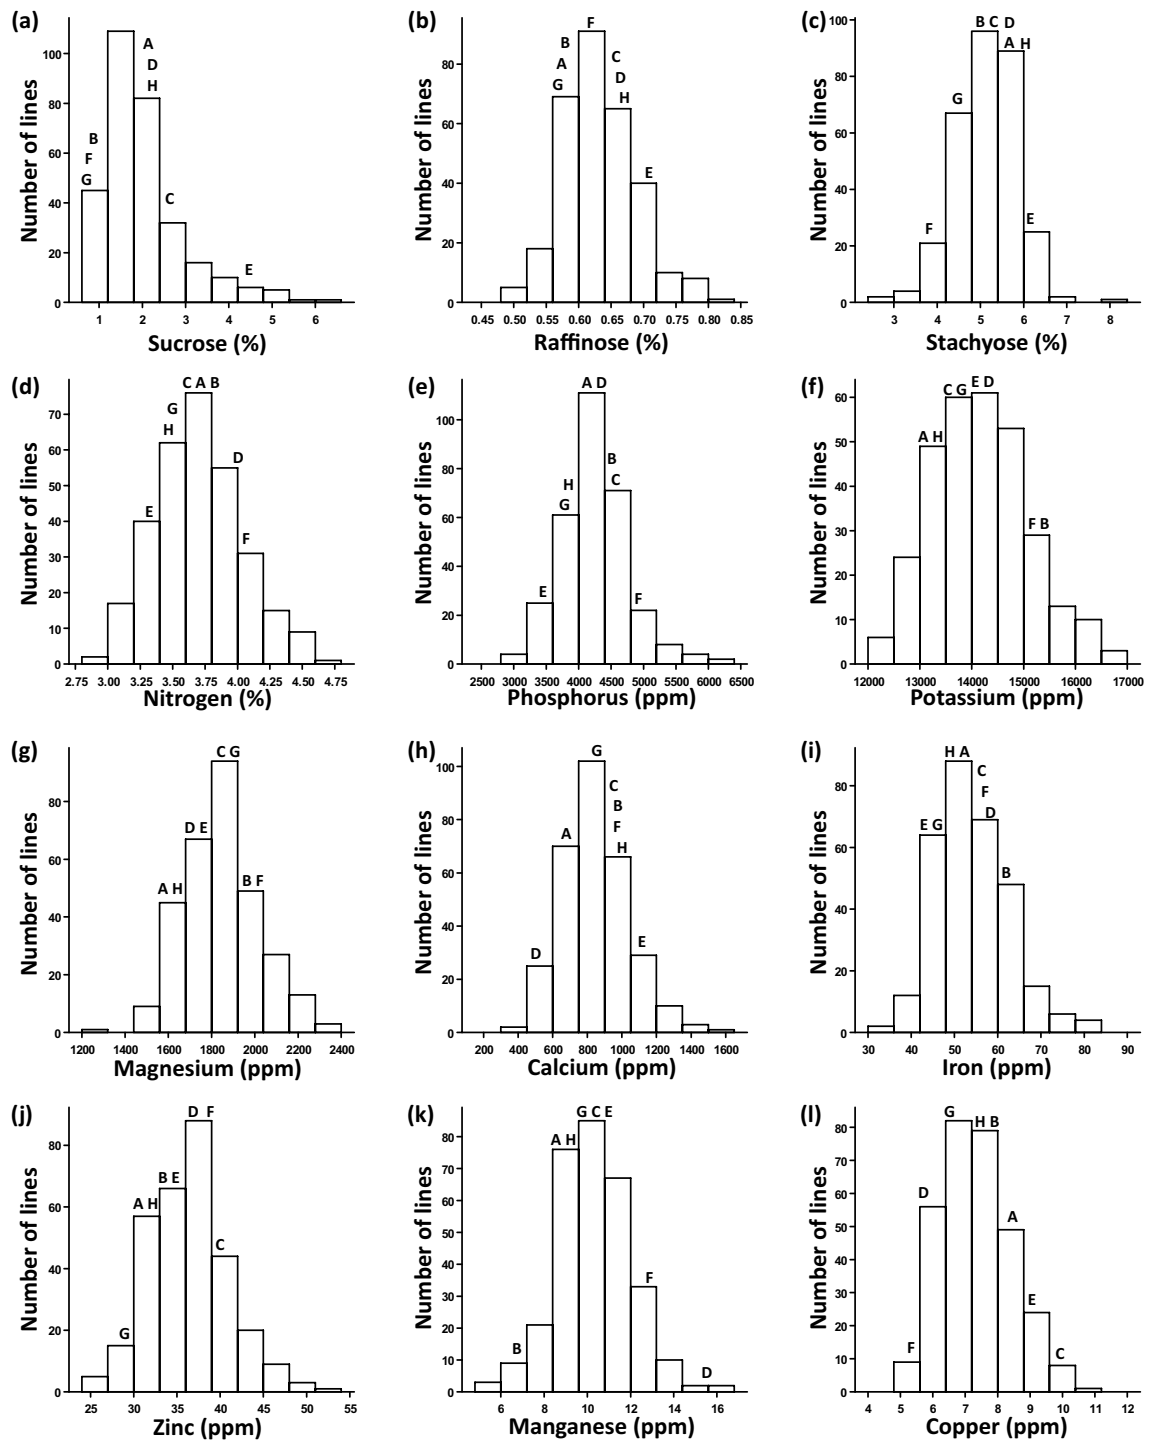 (a)
Number of lines
100
80
60
40
20
0
A
D
H
B
F
G
C
E
1 2 3 4 5 6
Sucrose (%)
(b)
Number of lines
80
60
40
20
0
F
B
A
G
C
D
H
E
0.45 0.50 0.55 0.60 0.65 0.70 0.75 0.80 0.85
Raffinose (%)
(c)
Number of lines
100
80
60
40
20
0
B C D
A H
G
F
E
3 4 5 6 7 8
Stachyose (%)
(d)
Number of lines
70
60
50
40
30
20
10
0
C A B
G
H
D
E
F
2.75 3.00 3.25 3.50 3.75 4.00 4.25 4.50 4.75
Nitrogen (%)
(e)
Number of lines
100
80
60
40
20
0
A D
B
C
H
G
E
F
2500 3000 3500 4000 4500 5000 5500 6000 6500
Phosphorus (ppm)
(f)
Number of lines
60
50
40
30
20
10
0
E D
C G
A H
F B
12000 13000 14000 15000 16000 17000
Potassium (ppm)
(g)
Number of lines
80
60
40
20
0
C G
D E
A H
B F
1200 1400 1600 1800 2000 2200 2400
Magnesium (ppm)
(h)
Number of lines
100
80
60
40
20
0
G
C
B
F
H
A
D
E
200 400 600 800 1000 1200 1400 1600
Calcium (ppm)
(i)
Number of lines
80
60
40
20
0
H A
C
F
D
E G
B
30 40 50 60 70 80 90
Iron (ppm)
(j)
Number of lines
80
60
40
20
0
D F
B E
A H
C
G
25 30 35 40 45 50 55
Zinc (ppm)
(k)
Number of lines
80
70
60
50
40
30
20
10
0
G C E
A H
F
B
D
6 8 10 12 14 16
Manganese (ppm)
(l)
Number of lines
80
70
60
50
40
30
20
10
0
G
H B
D
A
E
F
C
4 5 6 7 8 9 10 11 12
Copper (ppm)